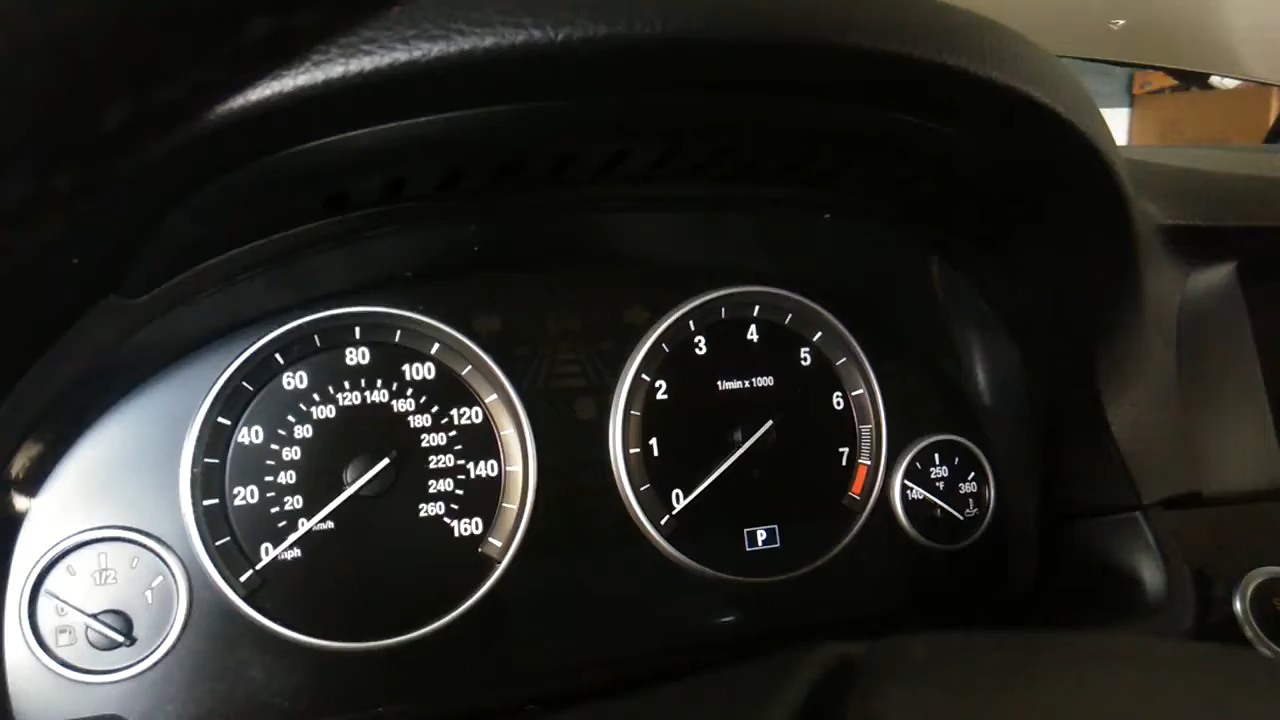 0 20 40 60 80 100 120 140 160
mph
0 20 40 60 80 100 120 140 160 180 200 220 240 260
km/h
0 1/2 1
0 1 2 3 4 5 6 7
1/min x 1000
P
140 250 360
°F